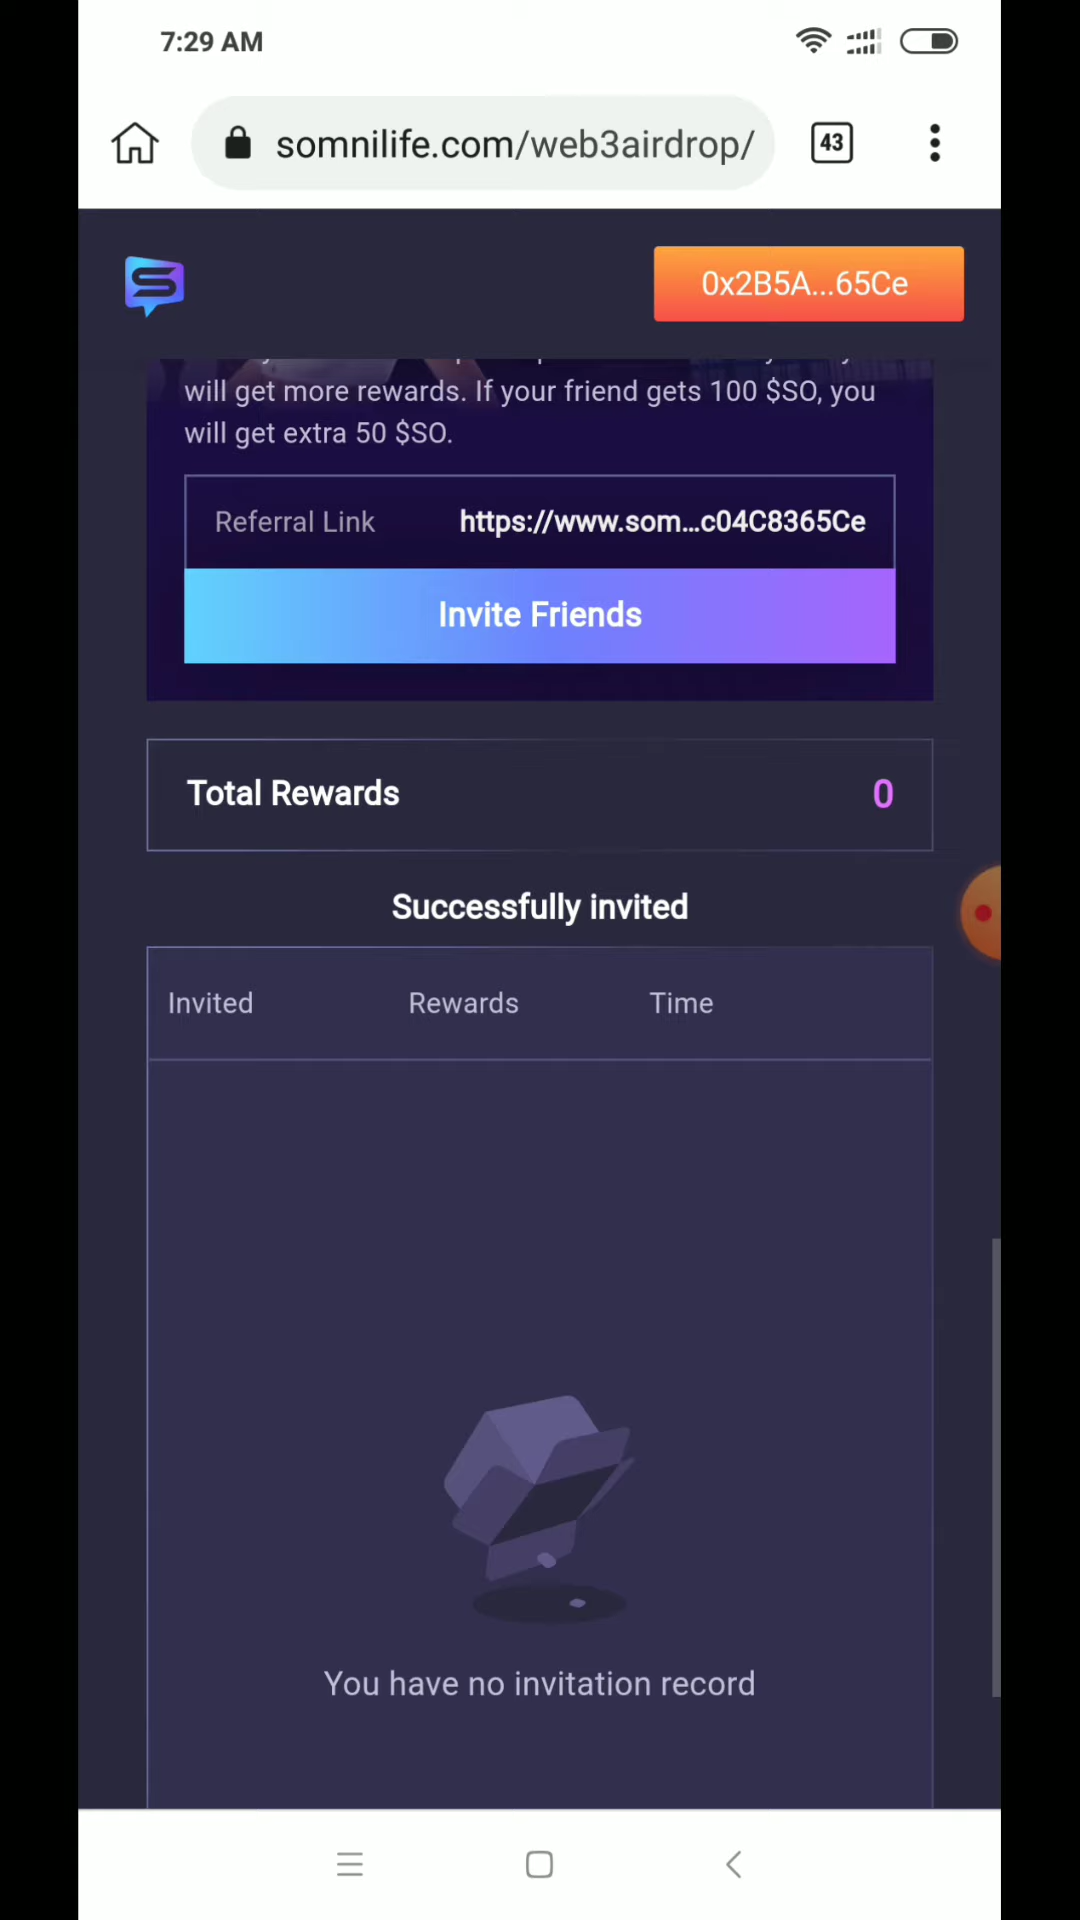 7:29 AM
somnilife.com/web3airdrop/
43
0x2B5A...65Ce
will get more rewards. If your friend gets 100 $SO, you
will get extra 50 $SO.
Referral Link https://www.som...c04C8365Ce
Invite Friends
Total Rewards 0
Successfully invited
Invited Rewards Time
You have no invitation record